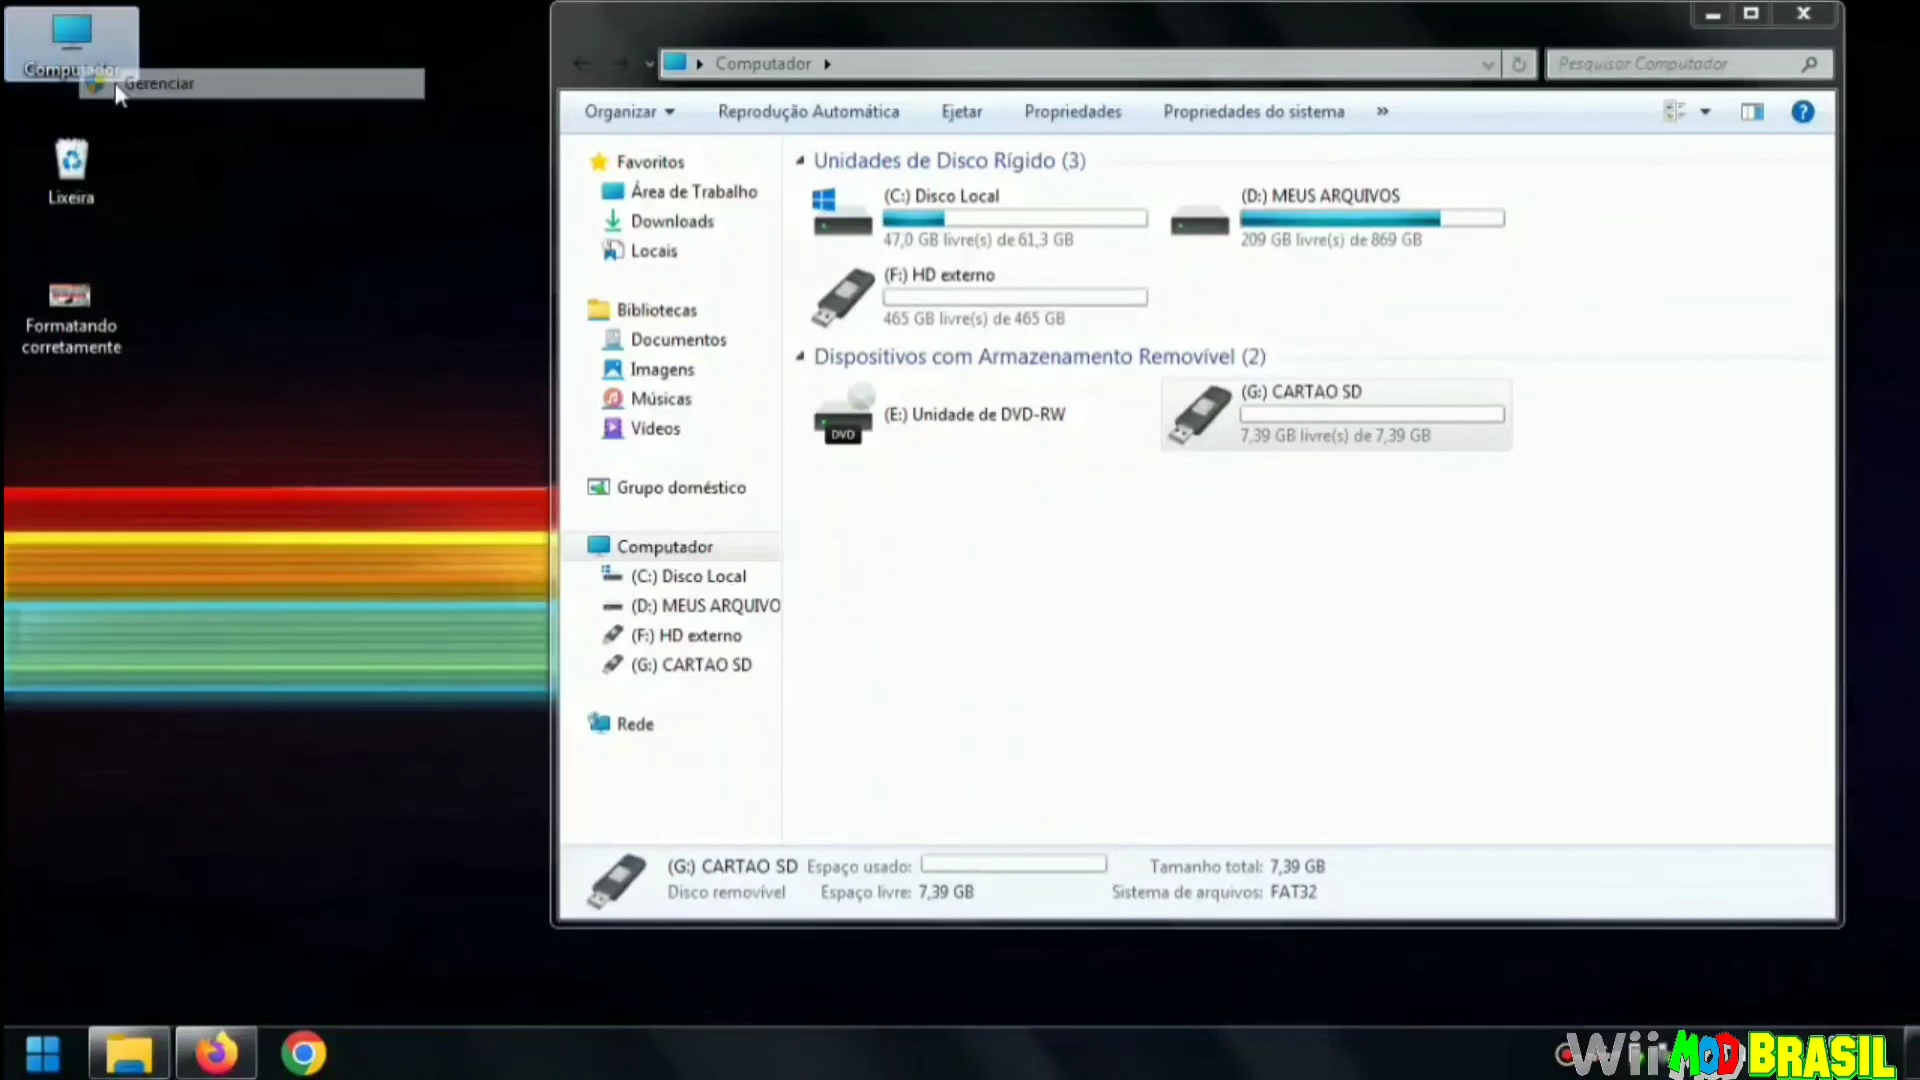 Computador
Gerenciar
Lixeira
Formatando
corretamente
Computador
Pesquisar Computador
Organizar
Reprodução Automática
Ejetar
Propriedades
Propriedades do sistema
»
Favoritos
Área de Trabalho
Downloads
Locais
Bibliotecas
Documentos
Imagens
Músicas
Vídeos
Grupo doméstico
Computador
(C:) Disco Local
(D:) MEUS ARQUIVO
(F:) HD externo
(G:) CARTAO SD
Rede
Unidades de Disco Rígido (3)
(C:) Disco Local
47,0 GB livre(s) de 61,3 GB
(D:) MEUS ARQUIVOS
209 GB livre(s) de 869 GB
(F:) HD externo
465 GB livre(s) de 465 GB
Dispositivos com Armazenamento Removível (2)
DVD
(E:) Unidade de DVD-RW
(G:) CARTAO SD
7,39 GB livre(s) de 7,39 GB
(G:) CARTAO SD Espaço usado: Tamanho total: 7,39 GB
Disco removível Espaço livre: 7,39 GB Sistema de arquivos: FAT32
Wii MOD BRASIL